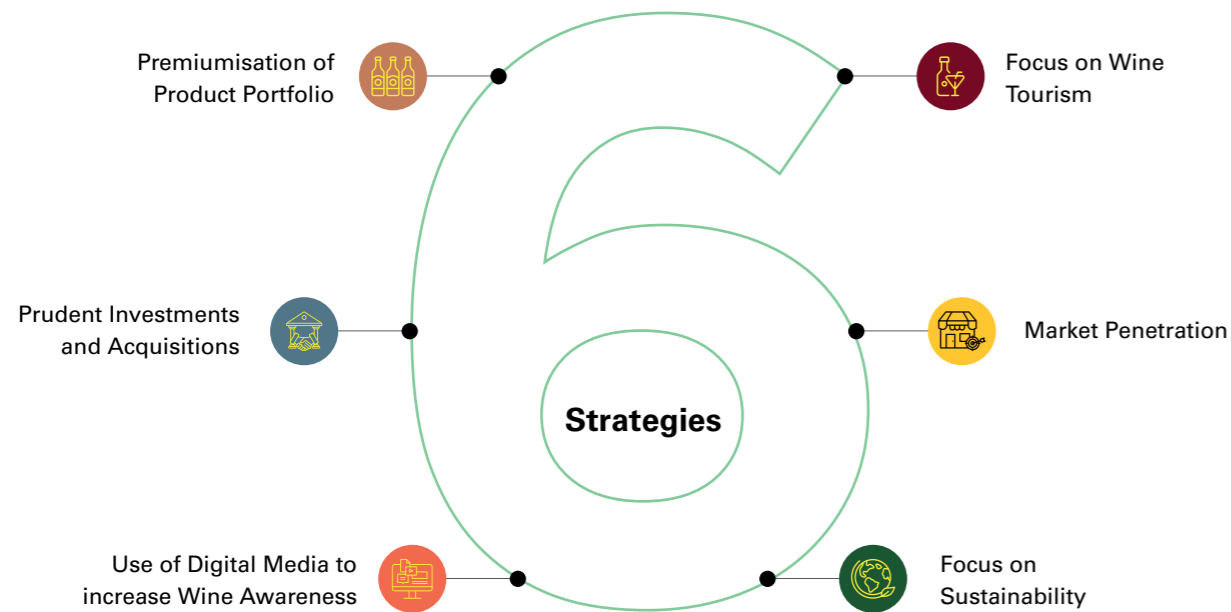 Premiumisation of
Product Portfolio
Focus on Wine
Tourism
Prudent Investments
and Acquisitions
Market Penetration
6
Strategies
Use of Digital Media to
increase Wine Awareness
Focus on
Sustainability